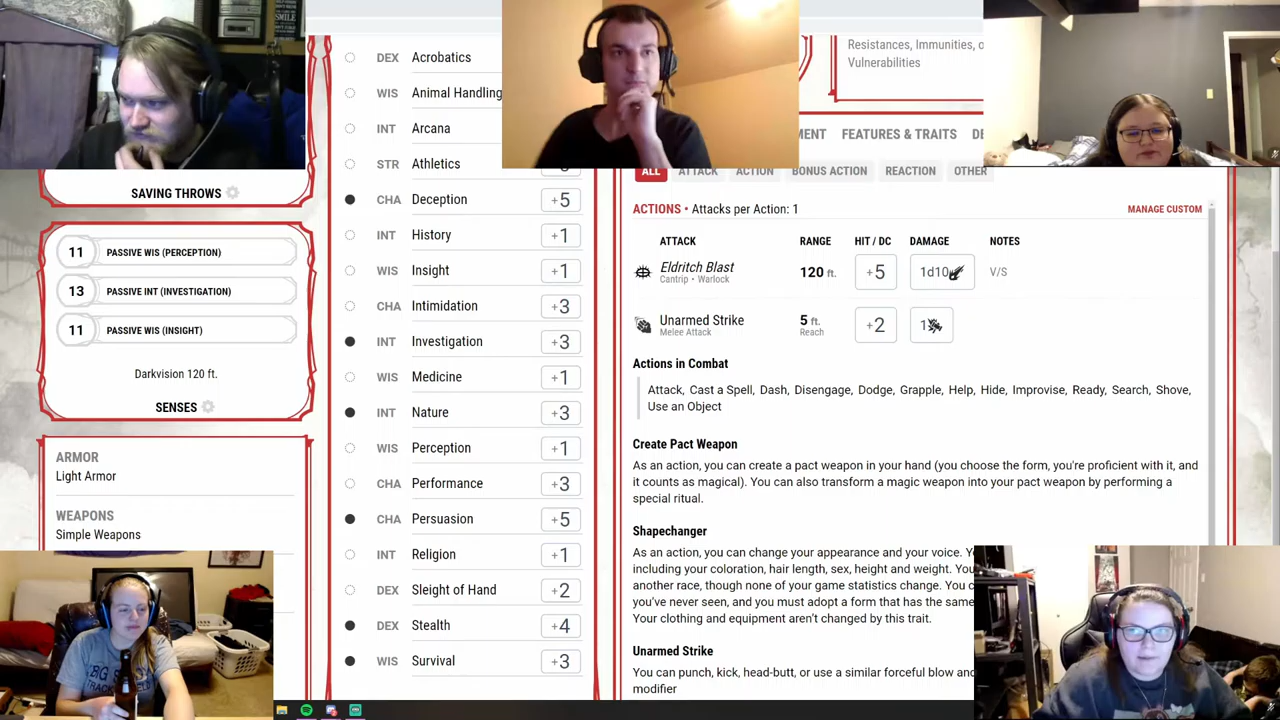 SAVING THROWS
11 PASSIVE WIS (PERCEPTION)
13 PASSIVE INT (INVESTIGATION)
11 PASSIVE WIS (INSIGHT)
Darkvision 120 ft.
SENSES
ARMOR
Light Armor
WEAPONS
Simple Weapons
DEX Acrobatics
WIS Animal Handling
INT Arcana
STR Athletics
CHA Deception +5
INT History +1
WIS Insight +1
CHA Intimidation +3
INT Investigation +3
WIS Medicine +1
INT Nature +3
WIS Perception +1
CHA Performance +3
CHA Persuasion +5
INT Religion +1
DEX Sleight of Hand +2
DEX Stealth +4
WIS Survival +3
Resistances, Immunities, o
Vulnerabilities
MENT FEATURES & TRAITS DE
ALL ATTACK ACTION BONUS ACTION REACTION OTHER
ACTIONS • Attacks per Action: 1 MANAGE CUSTOM
ATTACK RANGE HIT / DC DAMAGE NOTES
Eldritch Blast 120 ft. +5 1d10 V/S
Cantrip • Warlock
Unarmed Strike 5 ft. +2 1
Melee Attack Reach
Actions in Combat
Attack, Cast a Spell, Dash, Disengage, Dodge, Grapple, Help, Hide, Improvise, Ready, Search, Shove,
Use an Object
Create Pact Weapon
As an action, you can create a pact weapon in your hand (you choose the form, you're proficient with it, and
it counts as magical). You can also transform a magic weapon into your pact weapon by performing a
special ritual.
Shapechanger
As an action, you can change your appearance and your voice. Y
including your coloration, hair length, sex, height and weight. Y
another race, though none of your game statistics change. You c
you've never seen, and you must adopt a form that has the same
Your clothing and equipment aren't changed by this trait.
Unarmed Strike
You can punch, kick, head-butt, or use a similar forceful blow and
modifier